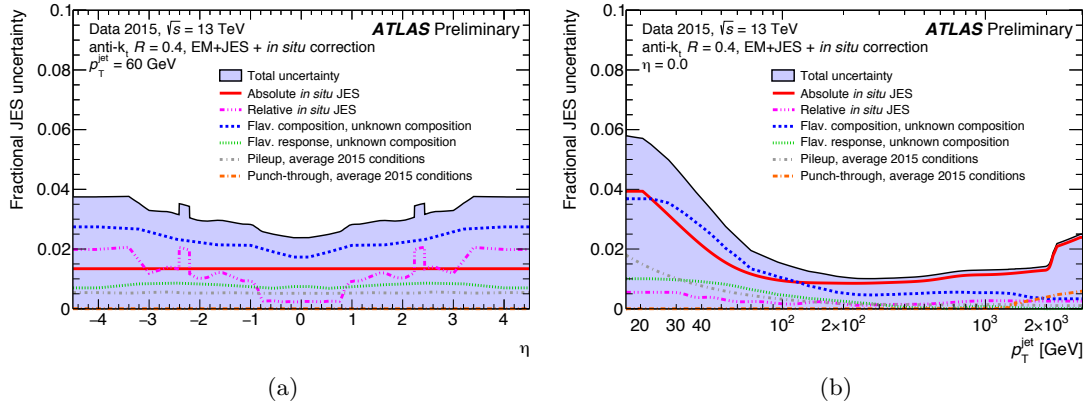 Fractional JES uncertainty
0.1
0.08
0.06
0.04
0.02
0
Data 2015, √s = 13 TeV
ATLAS Preliminary
anti-kt R = 0.4, EM+JES + in situ correction
pTjet = 60 GeV
Total uncertainty
Absolute in situ JES
Relative in situ JES
Flav. composition, unknown composition
Flav. response, unknown composition
Pileup, average 2015 conditions
Punch-through, average 2015 conditions
−4 −3 −2 −1 0 1 2 3 4
η
(a)
Fractional JES uncertainty
0.1
0.08
0.06
0.04
0.02
0
Data 2015, √s = 13 TeV
ATLAS Preliminary
anti-kt R = 0.4, EM+JES + in situ correction
η = 0.0
Total uncertainty
Absolute in situ JES
Relative in situ JES
Flav. composition, unknown composition
Flav. response, unknown composition
Pileup, average 2015 conditions
Punch-through, average 2015 conditions
20 30 40 10² 2×10² 10³ 2×10³
pTjet [GeV]
(b)